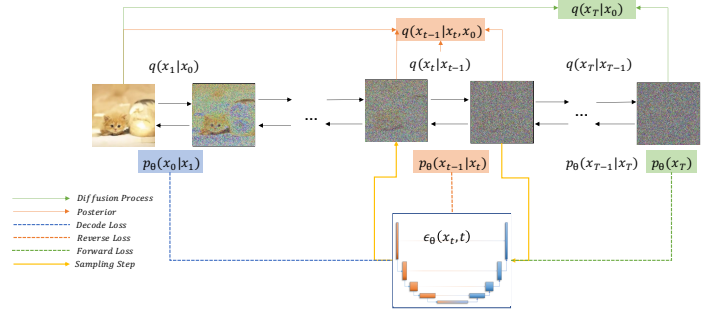 q(x_T|x_0)
q(x_{t-1}|x_t,x_0)
q(x_1|x_0)
q(x_t|x_{t-1})
q(x_T|x_{T-1})
...
...
p_θ(x_0|x_1)
p_θ(x_{t-1}|x_t)
p_θ(x_{T-1}|x_T)
p_θ(x_T)
Diffusion Process
Posterior
Decode Loss
Reverse Loss
Forward Loss
Sampling Step
ϵ_θ(x_t,t)